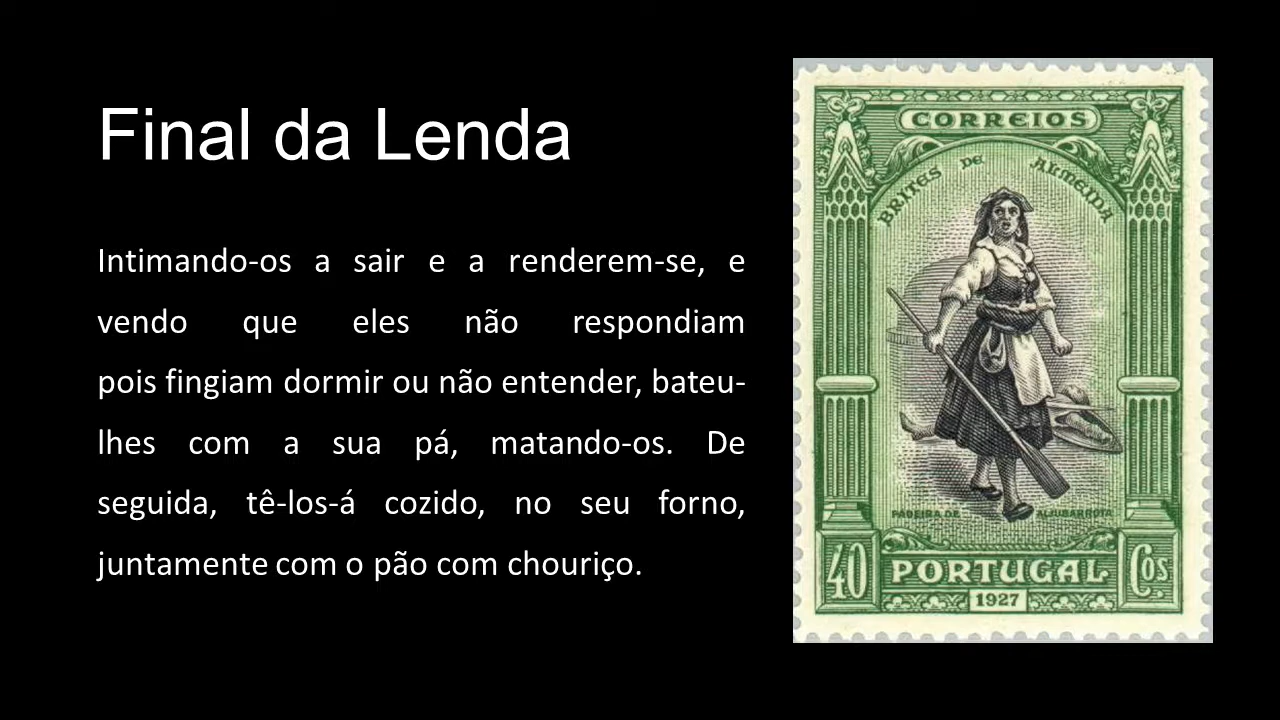 Final da Lenda
Intimando-os a sair e a renderem-se, e
vendo que eles não respondiam
pois fingiam dormir ou não entender, bateu-
lhes com a sua pá, matando-os. De
seguida, tê-los-á cozido, no seu forno,
juntamente com o pão com chouriço.
CORREIOS
BRITES DE ALMEIDA
PADEIRA DE ALJUBARROTA
40 PORTUGAL Cos
1927